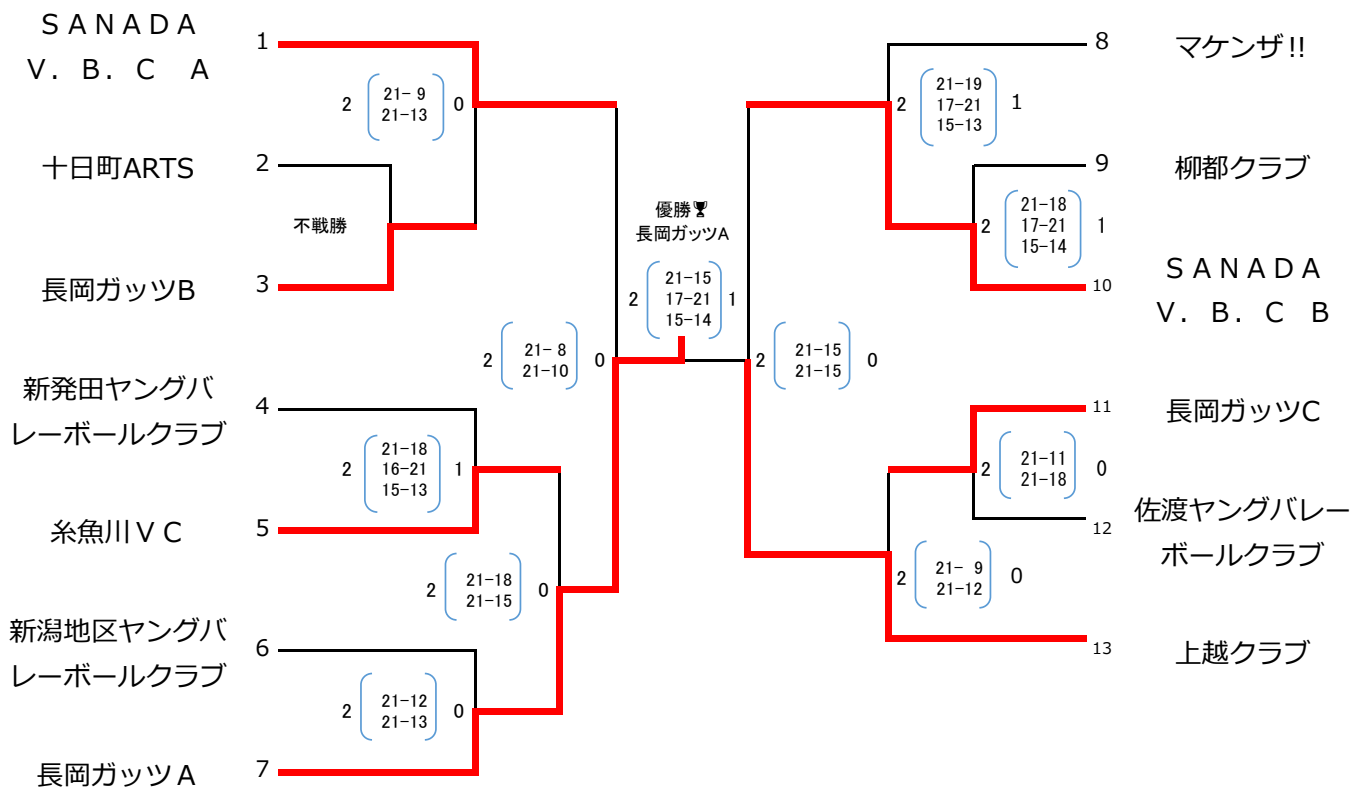 ＳＡＮＡＤＡ
Ｖ．Ｂ．Ｃ　Ａ
1
2
21- 9
21-13
0
十日町ARTS
2
不戦勝
長岡ガッツB
3
2
21- 8
21-10
0
新発田ヤングバ
レーボールクラブ
4
2
21-18
16-21
15-13
1
糸魚川ＶＣ
5
2
21-18
21-15
0
新潟地区ヤングバ
レーボールクラブ
6
2
21-12
21-13
0
長岡ガッツA
7
優勝🏆
長岡ガッツA
2
21-15
17-21
15-14
1
8
マケンザ!!
2
21-19
17-21
15-13
1
9
柳都クラブ
2
21-18
17-21
15-14
1
10
ＳＡＮＡＤＡ
Ｖ．Ｂ．Ｃ　Ｂ
2
21-15
21-15
0
11
長岡ガッツC
2
21-11
21-18
0
12
佐渡ヤングバレー
ボールクラブ
2
21- 9
21-12
0
13
上越クラブ